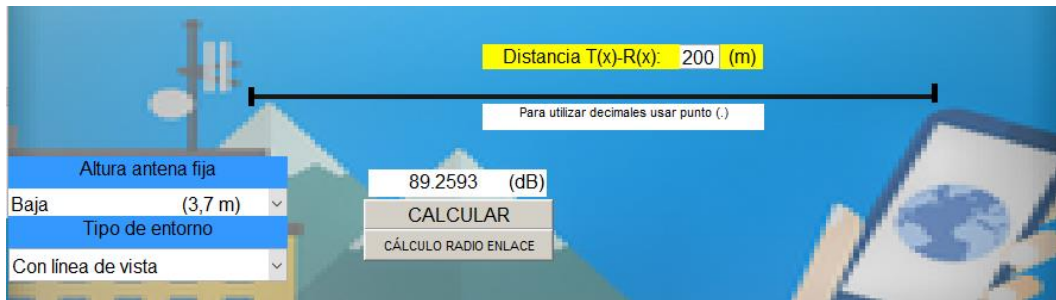 Distancia T(x)-R(x): 200 (m)
Para utilizar decimales usar punto (.)
Altura antena fija
Baja (3,7 m)
Tipo de entorno
Con línea de vista
89.2593 (dB)
CALCULAR
CÁLCULO RADIO ENLACE